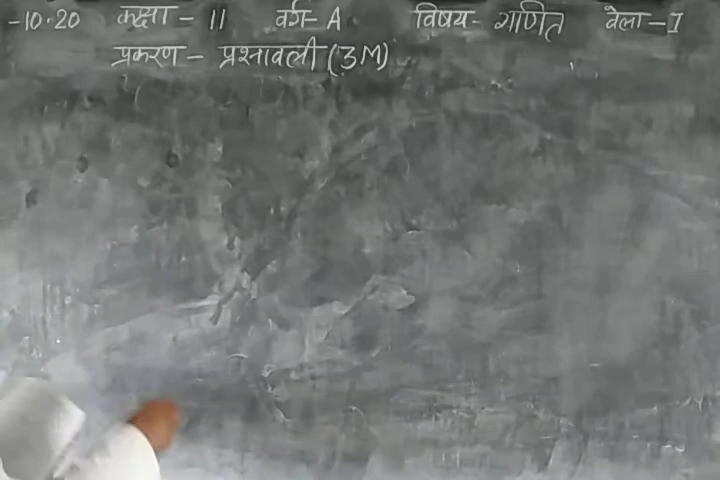 -10.20 कक्षा - 11 वर्ग- A विषय- गणित वेला - I
प्रकरण - प्रश्नावली (3M)